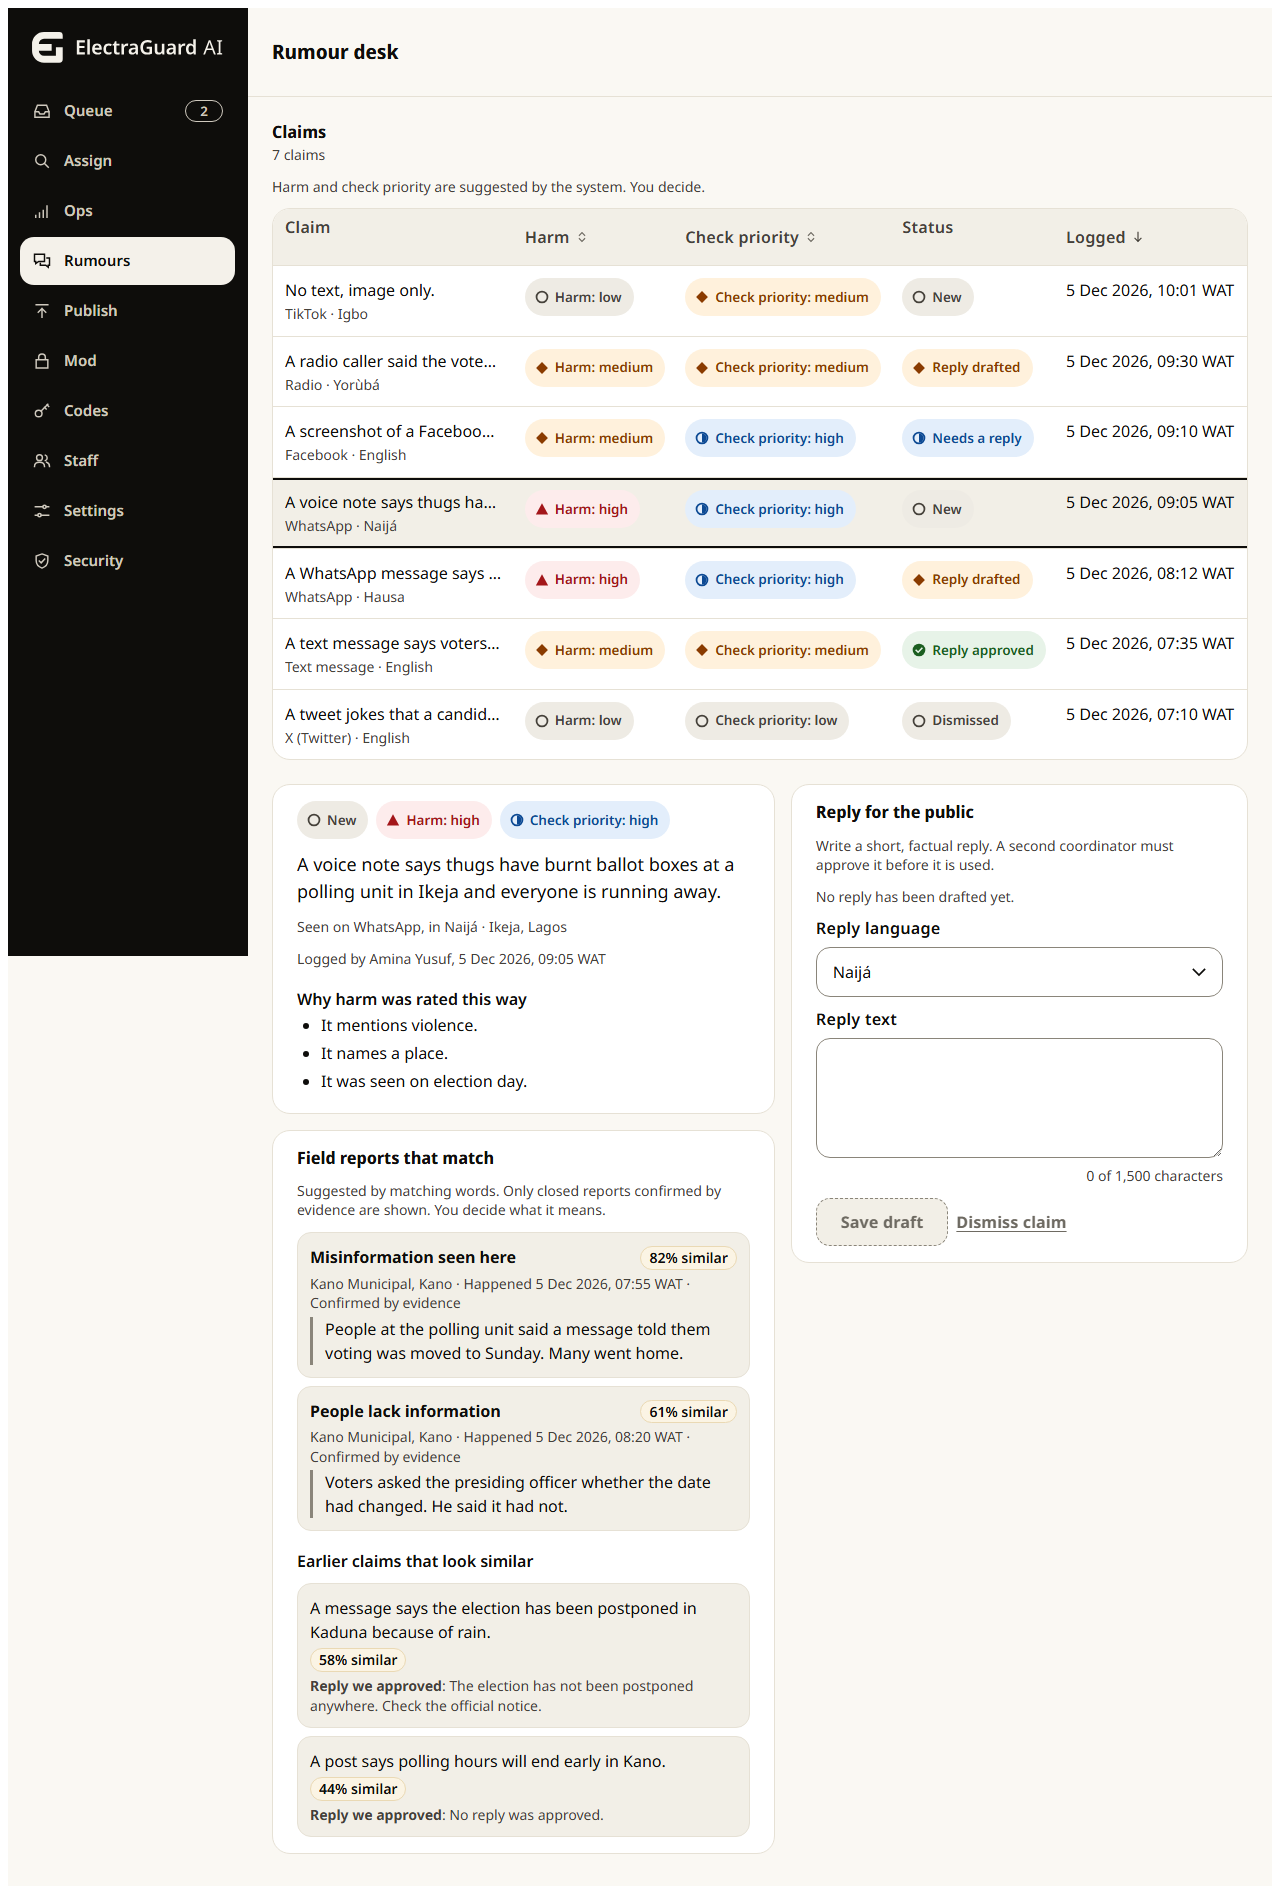 ElectraGuard AI
Queue 2
Assign
Ops
Rumours
Publish
Mod
Codes
Staff
Settings
Security
Rumour desk
Claims
7 claims
Harm and check priority are suggested by the system. You decide.
Claim Harm Check priority Status Logged
No text, image only. Harm: low Check priority: medium New 5 Dec 2026, 10:01 WAT
TikTok · Igbo
A radio caller said the vote... Harm: medium Check priority: medium Reply drafted 5 Dec 2026, 09:30 WAT
Radio · Yorùbá
A screenshot of a Faceboo... Harm: medium Check priority: high Needs a reply 5 Dec 2026, 09:10 WAT
Facebook · English
A voice note says thugs ha... Harm: high Check priority: high New 5 Dec 2026, 09:05 WAT
WhatsApp · Naijá
A WhatsApp message says ... Harm: high Check priority: high Reply drafted 5 Dec 2026, 08:12 WAT
WhatsApp · Hausa
A text message says voters... Harm: medium Check priority: medium Reply approved 5 Dec 2026, 07:35 WAT
Text message · English
A tweet jokes that a candid... Harm: low Check priority: low Dismissed 5 Dec 2026, 07:10 WAT
X (Twitter) · English
New Harm: high Check priority: high
A voice note says thugs have burnt ballot boxes at a
polling unit in Ikeja and everyone is running away.
Seen on WhatsApp, in Naijá · Ikeja, Lagos
Logged by Amina Yusuf, 5 Dec 2026, 09:05 WAT
Why harm was rated this way
It mentions violence.
It names a place.
It was seen on election day.
Field reports that match
Suggested by matching words. Only closed reports confirmed by
evidence are shown. You decide what it means.
Misinformation seen here 82% similar
Kano Municipal, Kano · Happened 5 Dec 2026, 07:55 WAT ·
Confirmed by evidence
People at the polling unit said a message told them
voting was moved to Sunday. Many went home.
People lack information 61% similar
Kano Municipal, Kano · Happened 5 Dec 2026, 08:20 WAT ·
Confirmed by evidence
Voters asked the presiding officer whether the date
had changed. He said it had not.
Earlier claims that look similar
A message says the election has been postponed in
Kaduna because of rain.
58% similar
Reply we approved: The election has not been postponed
anywhere. Check the official notice.
A post says polling hours will end early in Kano.
44% similar
Reply we approved: No reply was approved.
Reply for the public
Write a short, factual reply. A second coordinator must
approve it before it is used.
No reply has been drafted yet.
Reply language
Naijá
Reply text
0 of 1,500 characters
Save draft Dismiss claim